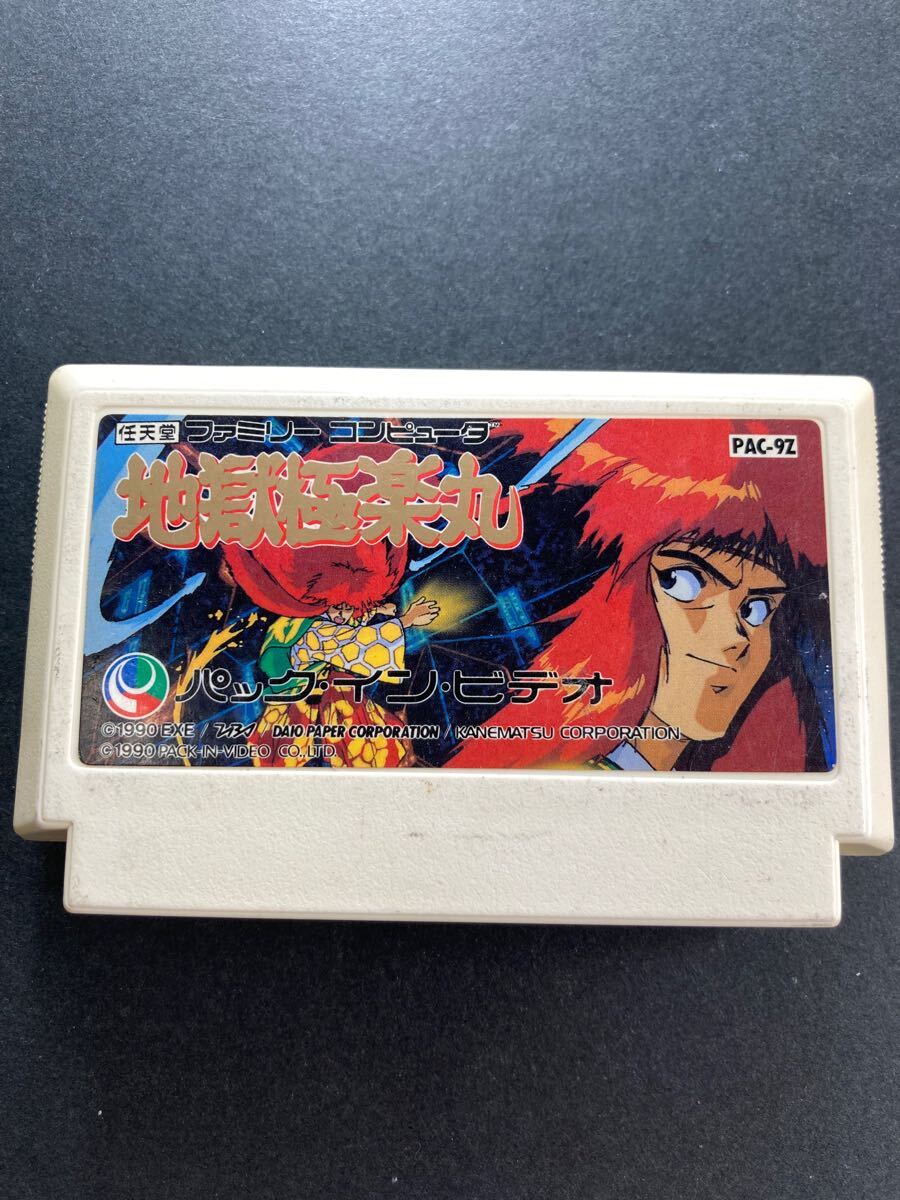 任天堂 ファミリー コンピュータ™ PAC-9Z
地獄極楽丸
パック・イン・ビデオ
©1990 EXE / / DAIO PAPER CORPORATION / KANEMATSU CORPORATION
©1990 PACK-IN-VIDEO CO.,LTD.